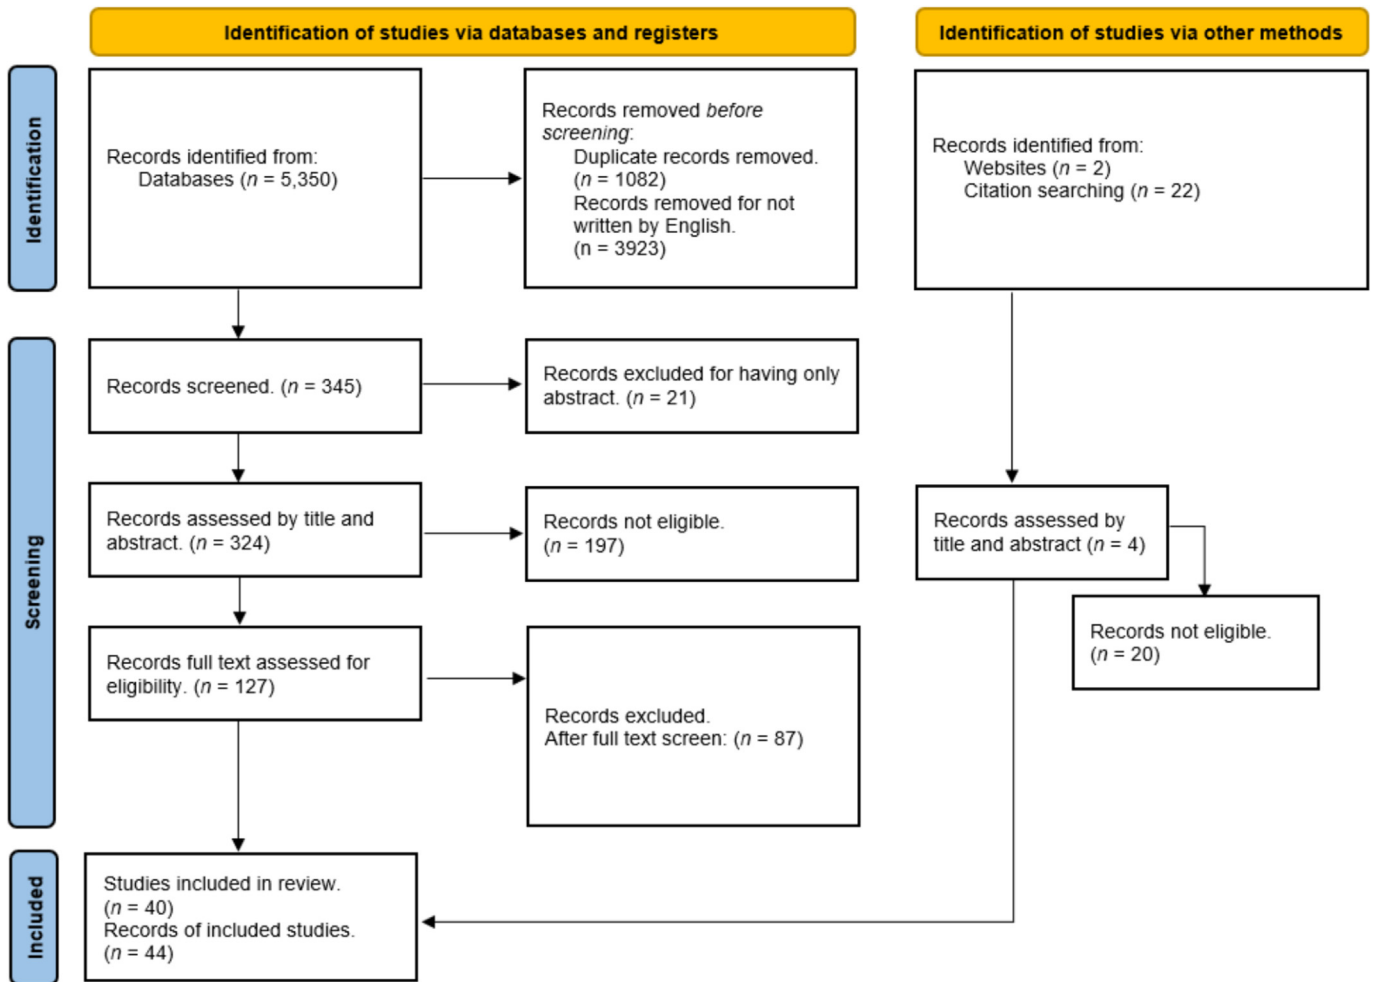 Identification of studies via databases and registers
Identification of studies via other methods
Identification
Records identified from:
Databases (n = 5,350)
Records removed before
screening:
Duplicate records removed.
(n = 1082)
Records removed for not
written by English.
(n = 3923)
Records identified from:
Websites (n = 2)
Citation searching (n = 22)
Screening
Records screened. (n = 345)
Records excluded for having only
abstract. (n = 21)
Records assessed by title and
abstract. (n = 324)
Records not eligible.
(n = 197)
Records assessed by
title and abstract (n = 4)
Records not eligible.
(n = 20)
Records full text assessed for
eligibility. (n = 127)
Records excluded.
After full text screen: (n = 87)
Included
Studies included in review.
(n = 40)
Records of included studies.
(n = 44)